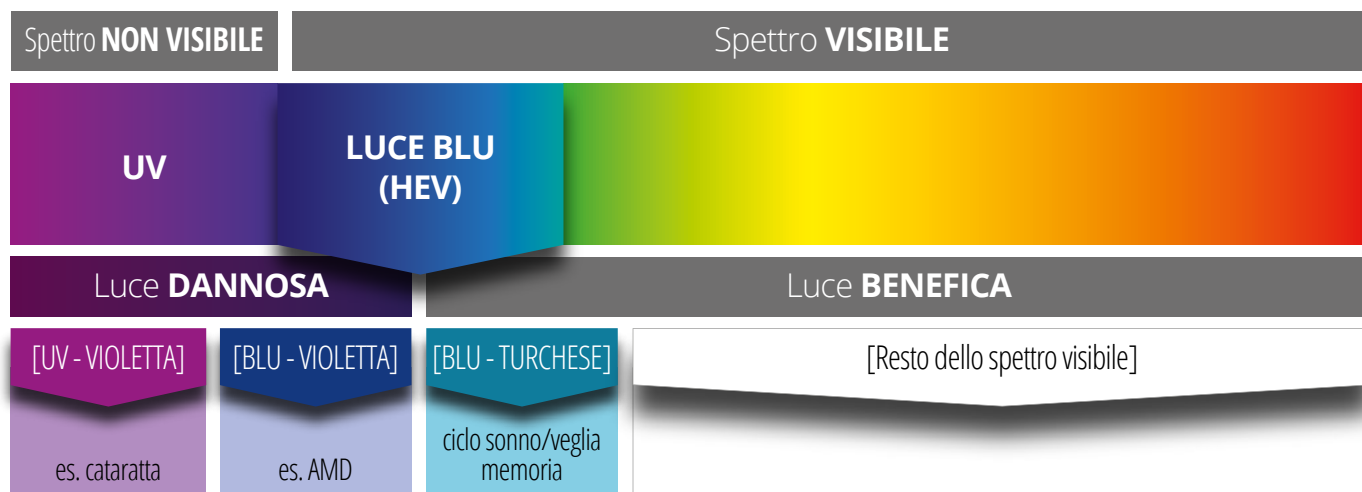 Spettro NON VISIBILE
Spettro VISIBILE
UV
LUCE BLU
(HEV)
Luce DANNOSA
Luce BENEFICA
[UV - VIOLETTA]
[BLU - VIOLETTA]
[BLU - TURCHESE]
[Resto dello spettro visibile]
es. cataratta
es. AMD
ciclo sonno/veglia
memoria